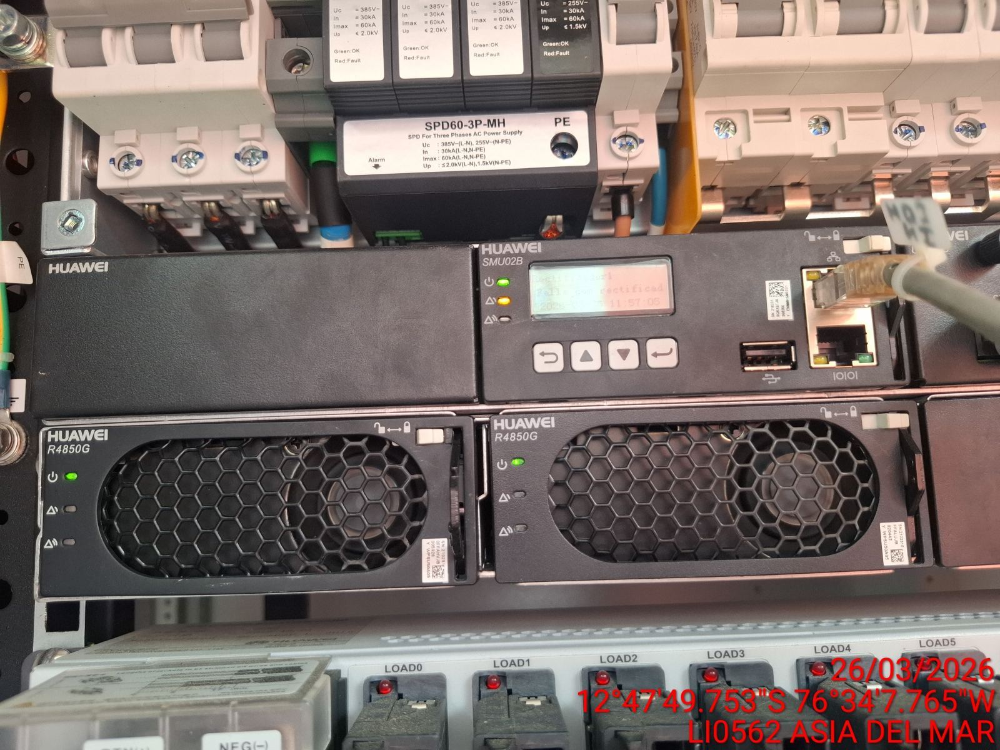 Uc = 385V~
In = 30kA
Imax = 60kA
Up ≤ 2.0kV
Green:OK
Red:Fault
Uc = 385V~
In = 30kA
Imax = 60kA
Up ≤ 2.0kV
Green:OK
Red:Fault
Uc = 385V~
In = 30kA
Imax = 60kA
Up ≤ 2.0kV
Green:OK
Red:Fault
Uc = 255V~
In = 30kA
Imax = 60kA
Up ≤ 1.5kV
Green:OK
Red:Fault
SPD60-3P-MH
PE
SPD For Three Phases AC Power Supply
Uc : 385V~(L-N), 255V~(N-PE)
In : 30kA(L-N,N-PE)
Imax : 60kA(L-N,N-PE)
Up : ≤2.0kV(L-N),1.5kV(N-PE)
Alarm
PE
HUAWEI
HUAWEI
SMU02B
rectificad
11:57:05
HUAWEI
R4850G
HUAWEI
R4850G
Y WPSU50A05
Y WPSU50A05
LOAD0
LOAD1
LOAD2
LOAD3
LOAD4
LOAD5
NEG(−)
26/03/2026
12°47'49.753"S 76°34'7.765"W
LI0562 ASIA DEL MAR